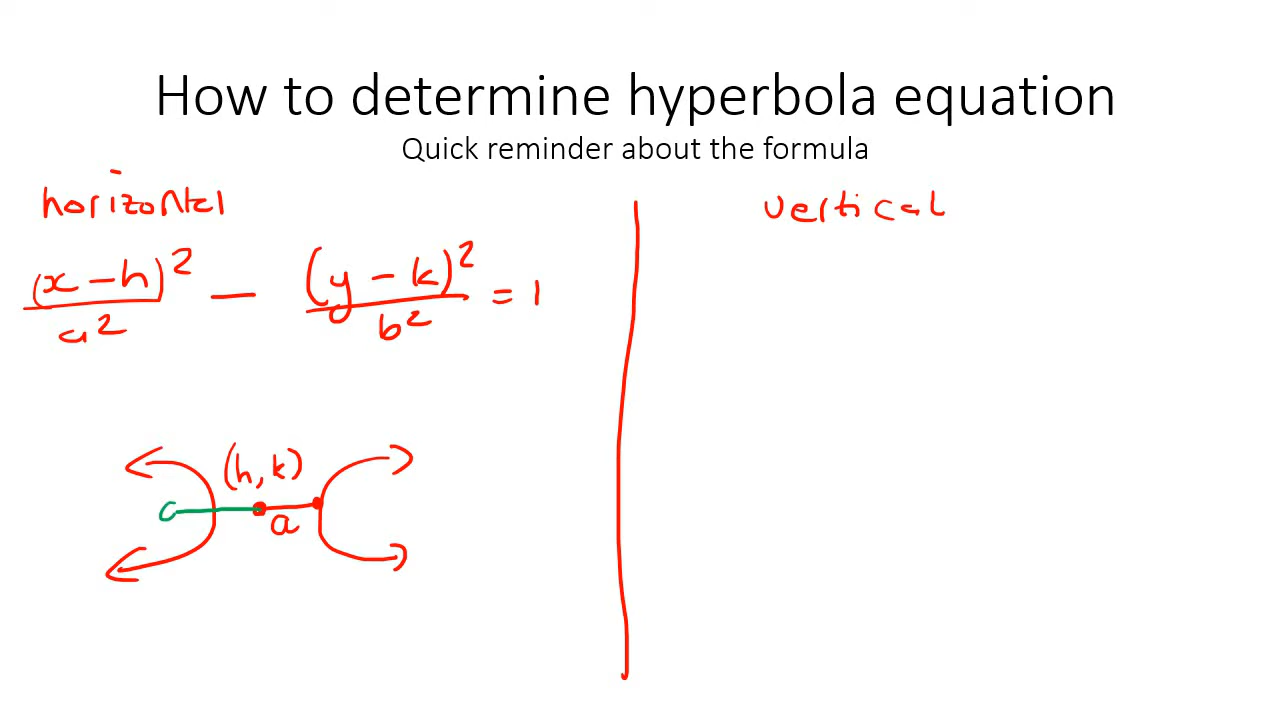 How to determine hyperbola equation
Quick reminder about the formula
horizontal
(x-h)²/a² - (y-k)²/b² = 1
(h,k)
c
a
vertical